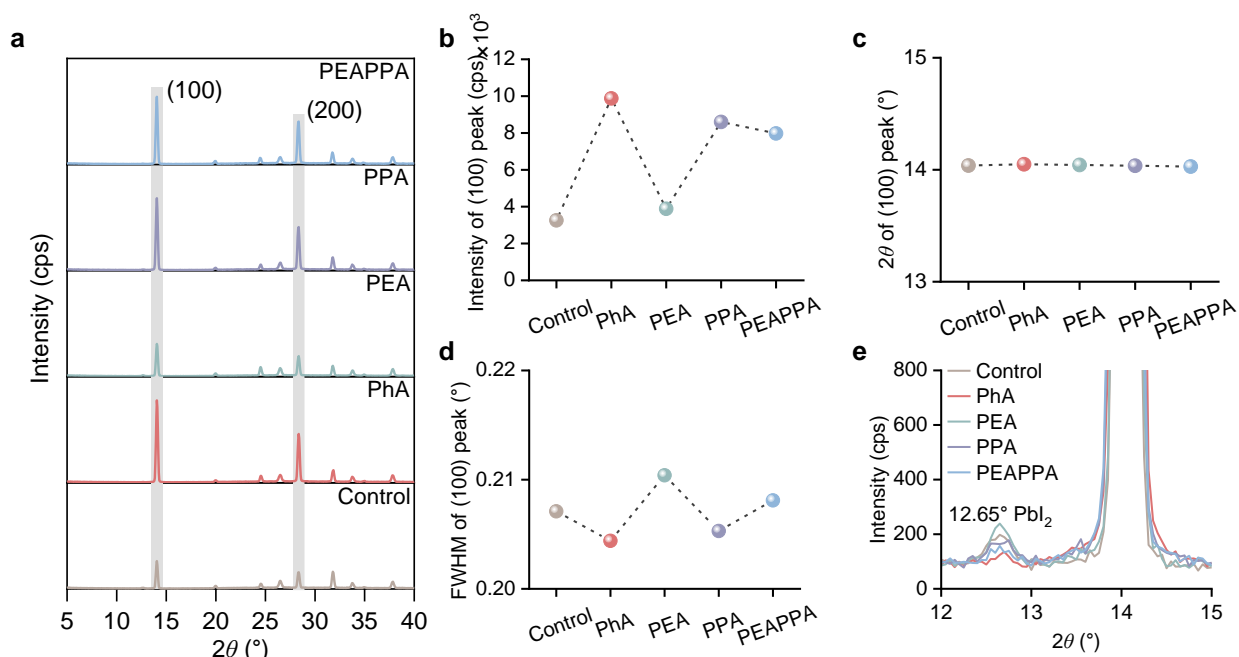 a
PEAPPA
(100)
(200)
PPA
PEA
PhA
Control
Intensity (cps)
5 10 15 20 25 30 35 40
2θ (°)
b
Intensity of (100) peak (cps) ×10³
12
10
8
6
4
2
0
Control PhA PEA PPA PEAPPA
c
2θ of (100) peak (°)
15
14
13
Control PhA PEA PPA PEAPPA
d
FWHM of (100) peak (°)
0.22
0.21
0.20
Control PhA PEA PPA PEAPPA
e
Intensity (cps)
800
600
400
200
0
Control
PhA
PEA
PPA
PEAPPA
12.65° PbI₂
12 13 14 15
2θ (°)